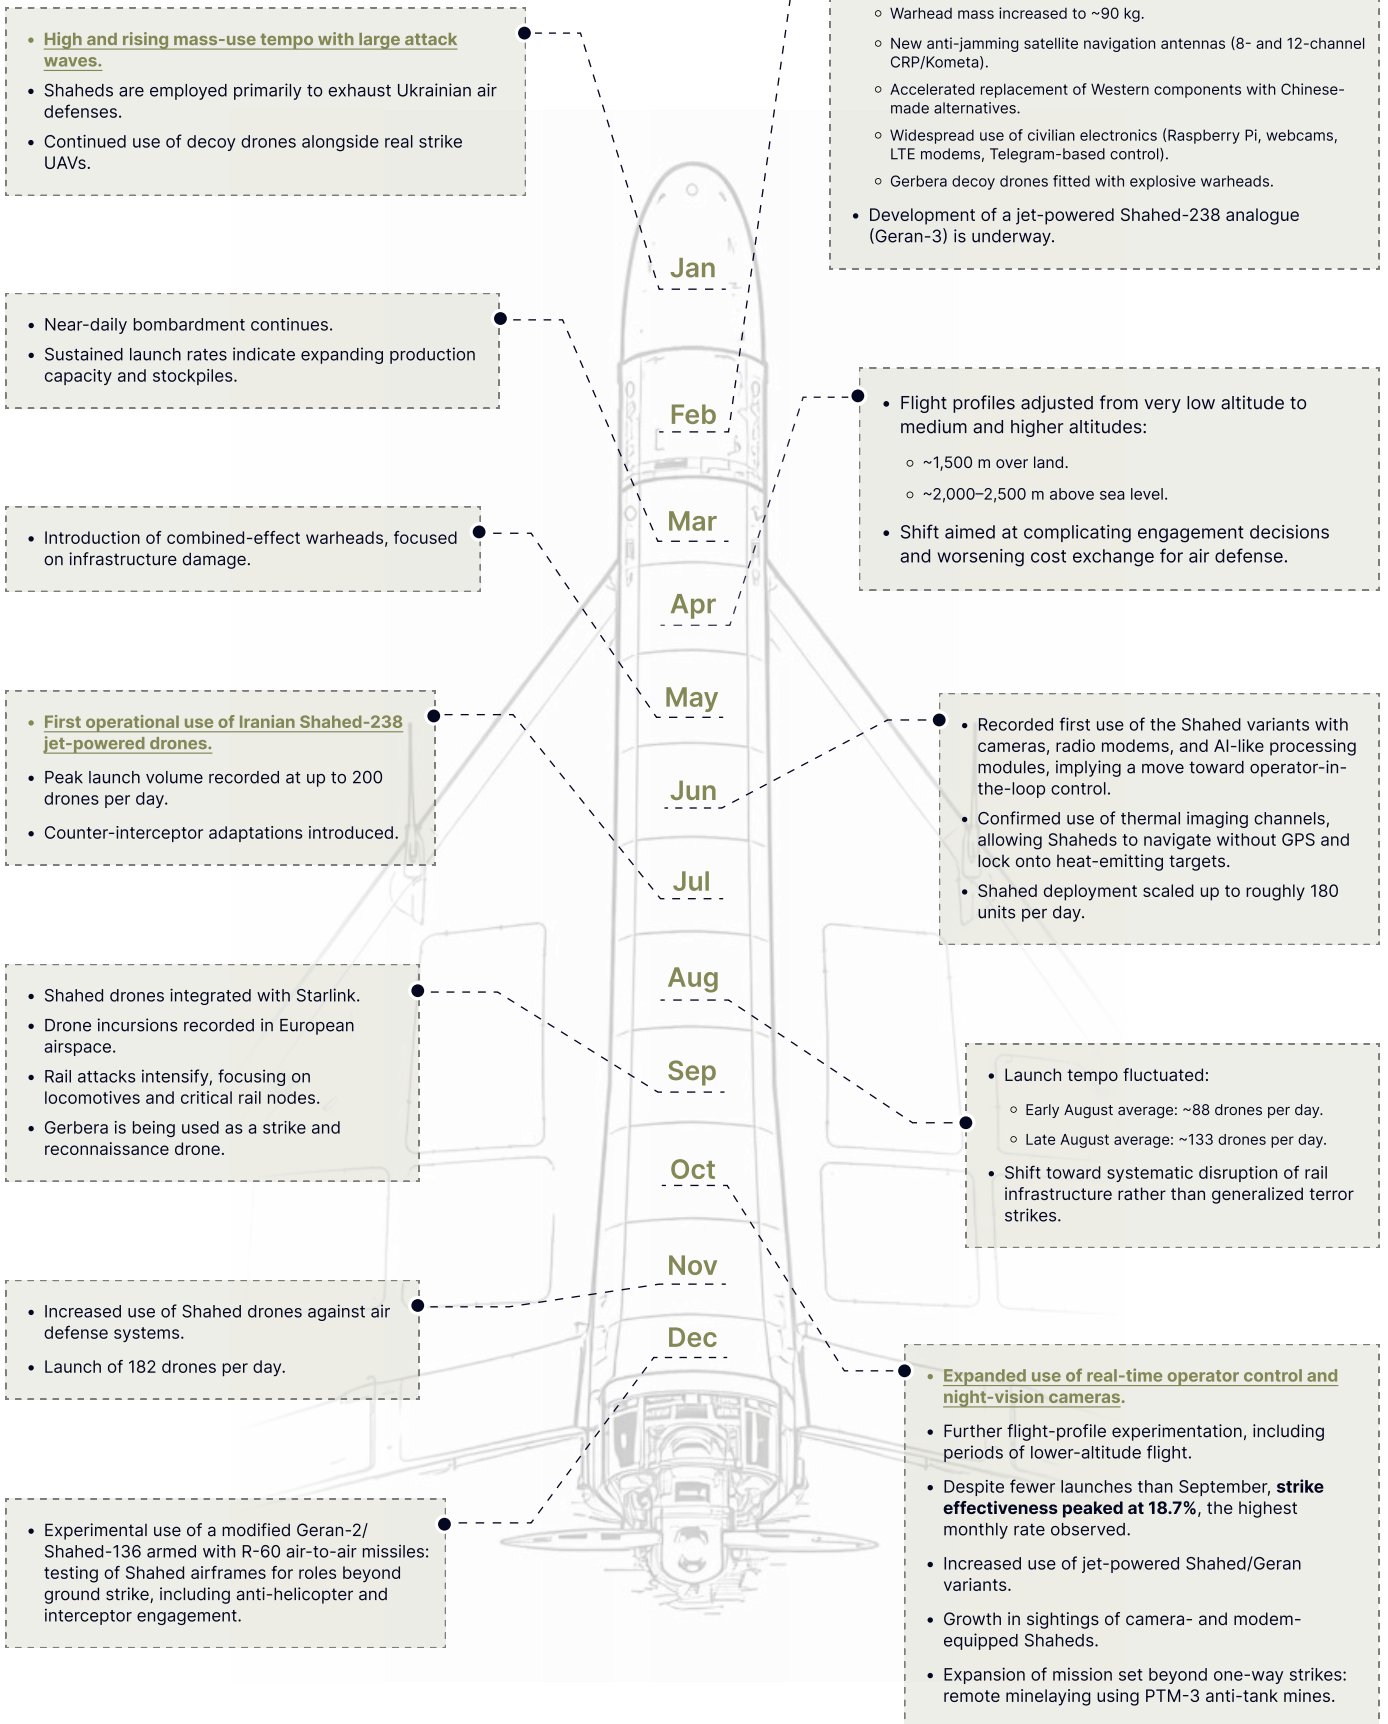 • High and rising mass-use tempo with large attack
waves.
• Shaheds are employed primarily to exhaust Ukrainian air
defenses.
• Continued use of decoy drones alongside real strike
UAVs.
◦ Warhead mass increased to ~90 kg.
◦ New anti-jamming satellite navigation antennas (8- and 12-channel
CRP/Kometa).
◦ Accelerated replacement of Western components with Chinese-
made alternatives.
◦ Widespread use of civilian electronics (Raspberry Pi, webcams,
LTE modems, Telegram-based control).
◦ Gerbera decoy drones fitted with explosive warheads.
• Development of a jet-powered Shahed-238 analogue
(Geran-3) is underway.
Jan
• Near-daily bombardment continues.
• Sustained launch rates indicate expanding production
capacity and stockpiles.
Feb
• Flight profiles adjusted from very low altitude to
medium and higher altitudes:
◦ ~1,500 m over land.
◦ ~2,000–2,500 m above sea level.
• Shift aimed at complicating engagement decisions
and worsening cost exchange for air defense.
Mar
• Introduction of combined-effect warheads, focused
on infrastructure damage.
Apr
May
• First operational use of Iranian Shahed-238
jet-powered drones.
• Peak launch volume recorded at up to 200
drones per day.
• Counter-interceptor adaptations introduced.
Jun
• Recorded first use of the Shahed variants with
cameras, radio modems, and AI-like processing
modules, implying a move toward operator-in-
the-loop control.
• Confirmed use of thermal imaging channels,
allowing Shaheds to navigate without GPS and
lock onto heat-emitting targets.
• Shahed deployment scaled up to roughly 180
units per day.
Jul
Aug
• Shahed drones integrated with Starlink.
• Drone incursions recorded in European
airspace.
• Rail attacks intensify, focusing on
locomotives and critical rail nodes.
• Gerbera is being used as a strike and
reconnaissance drone.
Sep
• Launch tempo fluctuated:
◦ Early August average: ~88 drones per day.
◦ Late August average: ~133 drones per day.
• Shift toward systematic disruption of rail
infrastructure rather than generalized terror
strikes.
Oct
Nov
• Increased use of Shahed drones against air
defense systems.
• Launch of 182 drones per day.
Dec
• Expanded use of real-time operator control and
night-vision cameras.
• Further flight-profile experimentation, including
periods of lower-altitude flight.
• Despite fewer launches than September, strike
effectiveness peaked at 18.7%, the highest
monthly rate observed.
• Increased use of jet-powered Shahed/Geran
variants.
• Growth in sightings of camera- and modem-
equipped Shaheds.
• Expansion of mission set beyond one-way strikes:
remote minelaying using PTM-3 anti-tank mines.
• Experimental use of a modified Geran-2/
Shahed-136 armed with R-60 air-to-air missiles:
testing of Shahed airframes for roles beyond
ground strike, including anti-helicopter and
interceptor engagement.